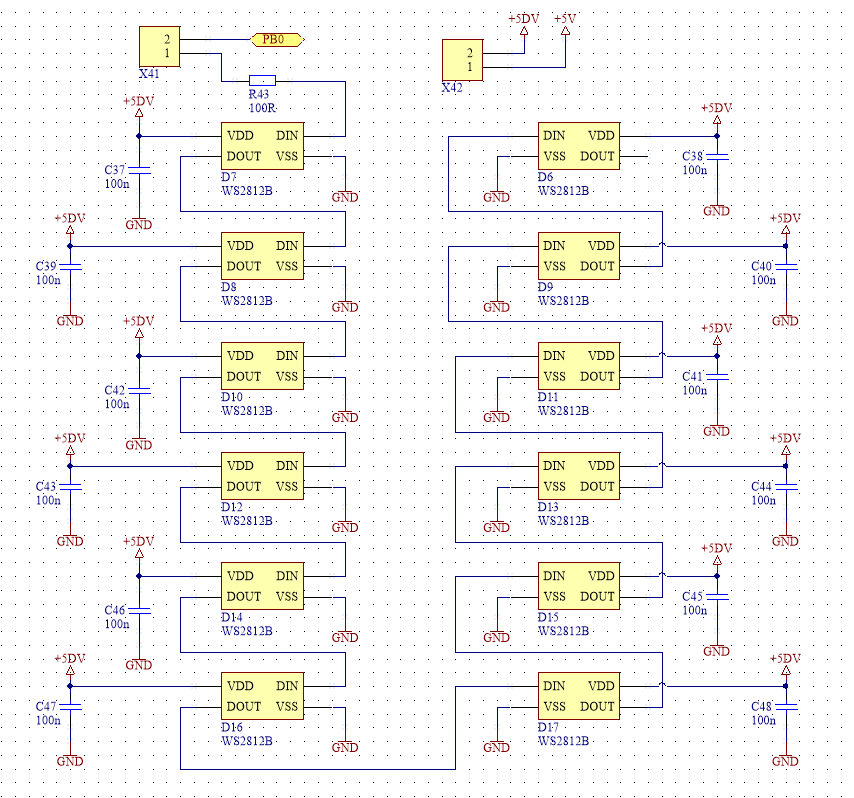 +5DV +5V
2 PB0
1
X41
2
1
X42
R43
100R
+5DV
VDD DIN
DOUT VSS
D7
WS2812B
C37
100n
GND
GND
DIN VDD
VSS DOUT
D6
WS2812B
GND
+5DV
C38
100n
GND
+5DV
C39
100n
GND
VDD DIN
DOUT VSS
D8
WS2812B
GND
DIN VDD
VSS DOUT
D9
WS2812B
GND
+5DV
C40
100n
GND
+5DV
C42
100n
GND
VDD DIN
DOUT VSS
D10
WS2812B
GND
DIN VDD
VSS DOUT
D11
WS2812B
GND
+5DV
C41
100n
GND
+5DV
C43
100n
GND
VDD DIN
DOUT VSS
D12
WS2812B
GND
DIN VDD
VSS DOUT
D13
WS2812B
GND
+5DV
C44
100n
GND
+5DV
C46
100n
GND
VDD DIN
DOUT VSS
D14
WS2812B
GND
DIN VDD
VSS DOUT
D15
WS2812B
GND
+5DV
C45
100n
GND
+5DV
C47
100n
GND
VDD DIN
DOUT VSS
D16
WS2812B
GND
DIN VDD
VSS DOUT
D17
WS2812B
GND
+5DV
C48
100n
GND